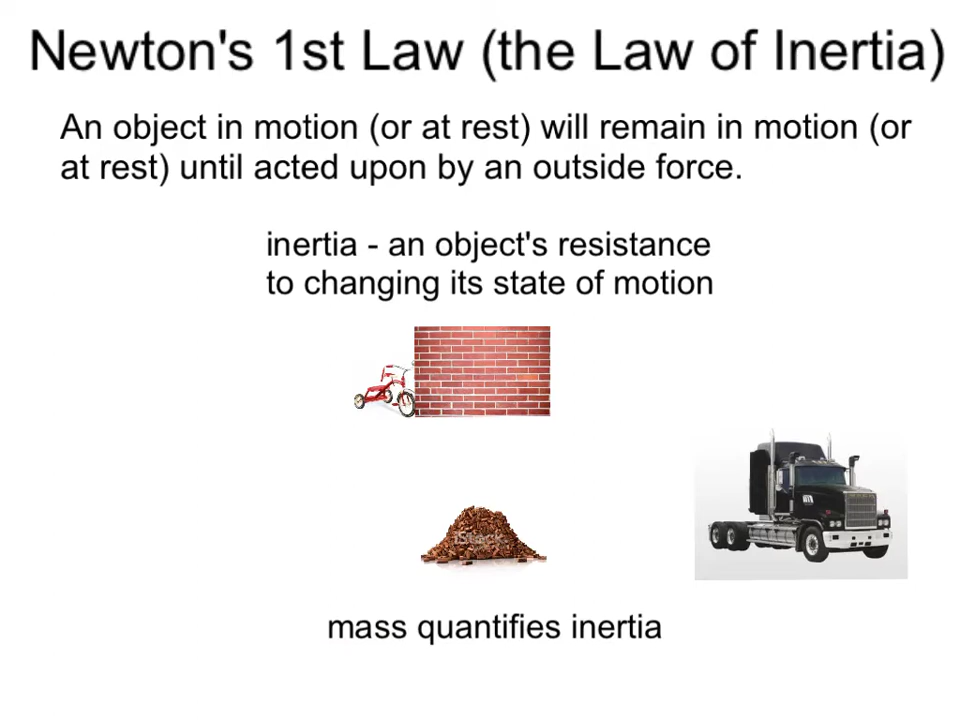 Newton's 1st Law (the Law of Inertia)
An object in motion (or at rest) will remain in motion (or
at rest) until acted upon by an outside force.
inertia - an object's resistance
to changing its state of motion
iStock
mass quantifies inertia